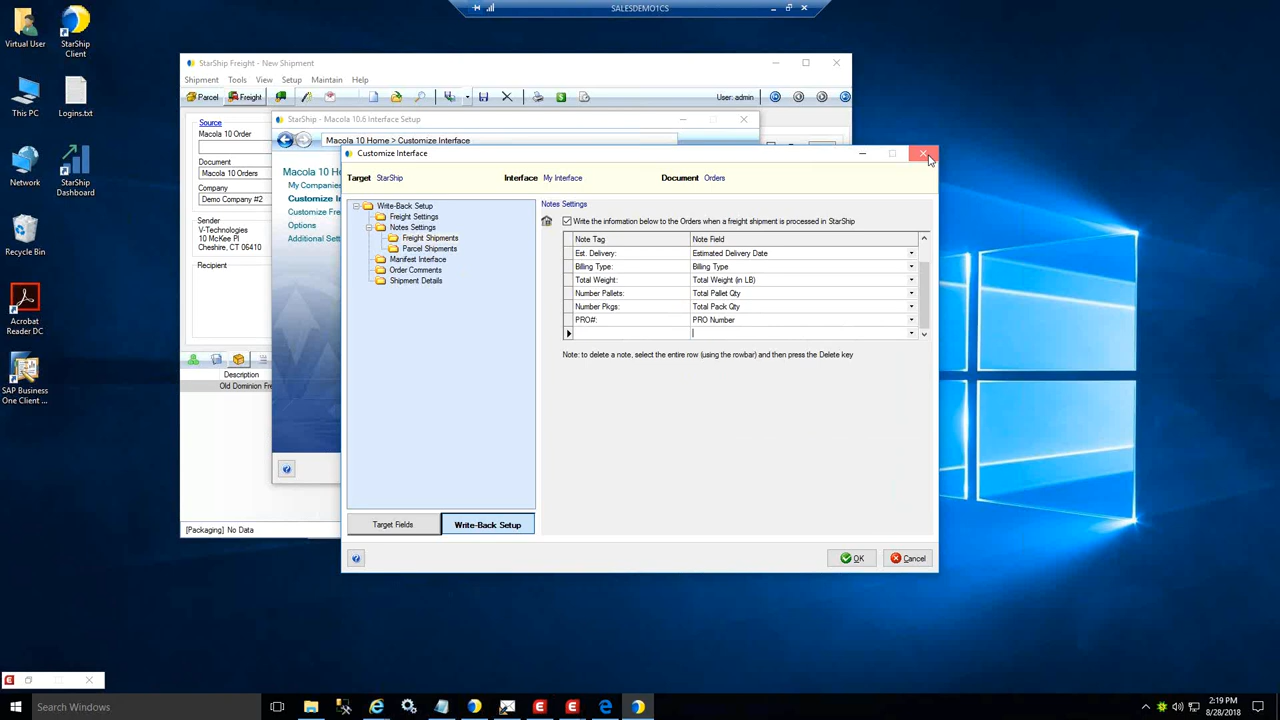 SALESDEMO1CS
Virtual User
StarShip Client
This PC
Logins.txt
Network
StarShip Dashboard
Recycle Bin
Acrobat Reader DC
SAP Business One Client ...
StarShip Freight - New Shipment
Shipment Tools View Setup Maintain Help
Parcel Freight User: admin
Source
Macola 10 Order
Document
Macola 10 Orders
Company
Demo Company #2
Sender
V-Technologies
10 McKee Pl
Cheshire, CT 06410
Recipient
Description
Old Dominion Fre
[Packaging] No Data
StarShip - Macola 10.6 Interface Setup
Macola 10 Home > Customize Interface
Macola 10 H
My Companies
Customize In
Customize Fre
Options
Additional Sett
Customize Interface
Target StarShip Interface My Interface Document Orders
Write-Back Setup
Freight Settings
Notes Settings
Freight Shipments
Parcel Shipments
Manifest Interface
Order Comments
Shipment Details
Target Fields Write-Back Setup
Notes Settings
Write the information below to the Orders when a freight shipment is processed in StarShip
Note Tag Note Field
Est. Delivery: Estimated Delivery Date
Billing Type: Billing Type
Total Weight: Total Weight (in LB)
Number Pallets: Total Pallet Qty
Number Pkgs: Total Pack Qty
PRO#: PRO Number
Note: to delete a note, select the entire row (using the rowbar) and then press the Delete key
OK Cancel
Search Windows
2:19 PM
8/28/2018